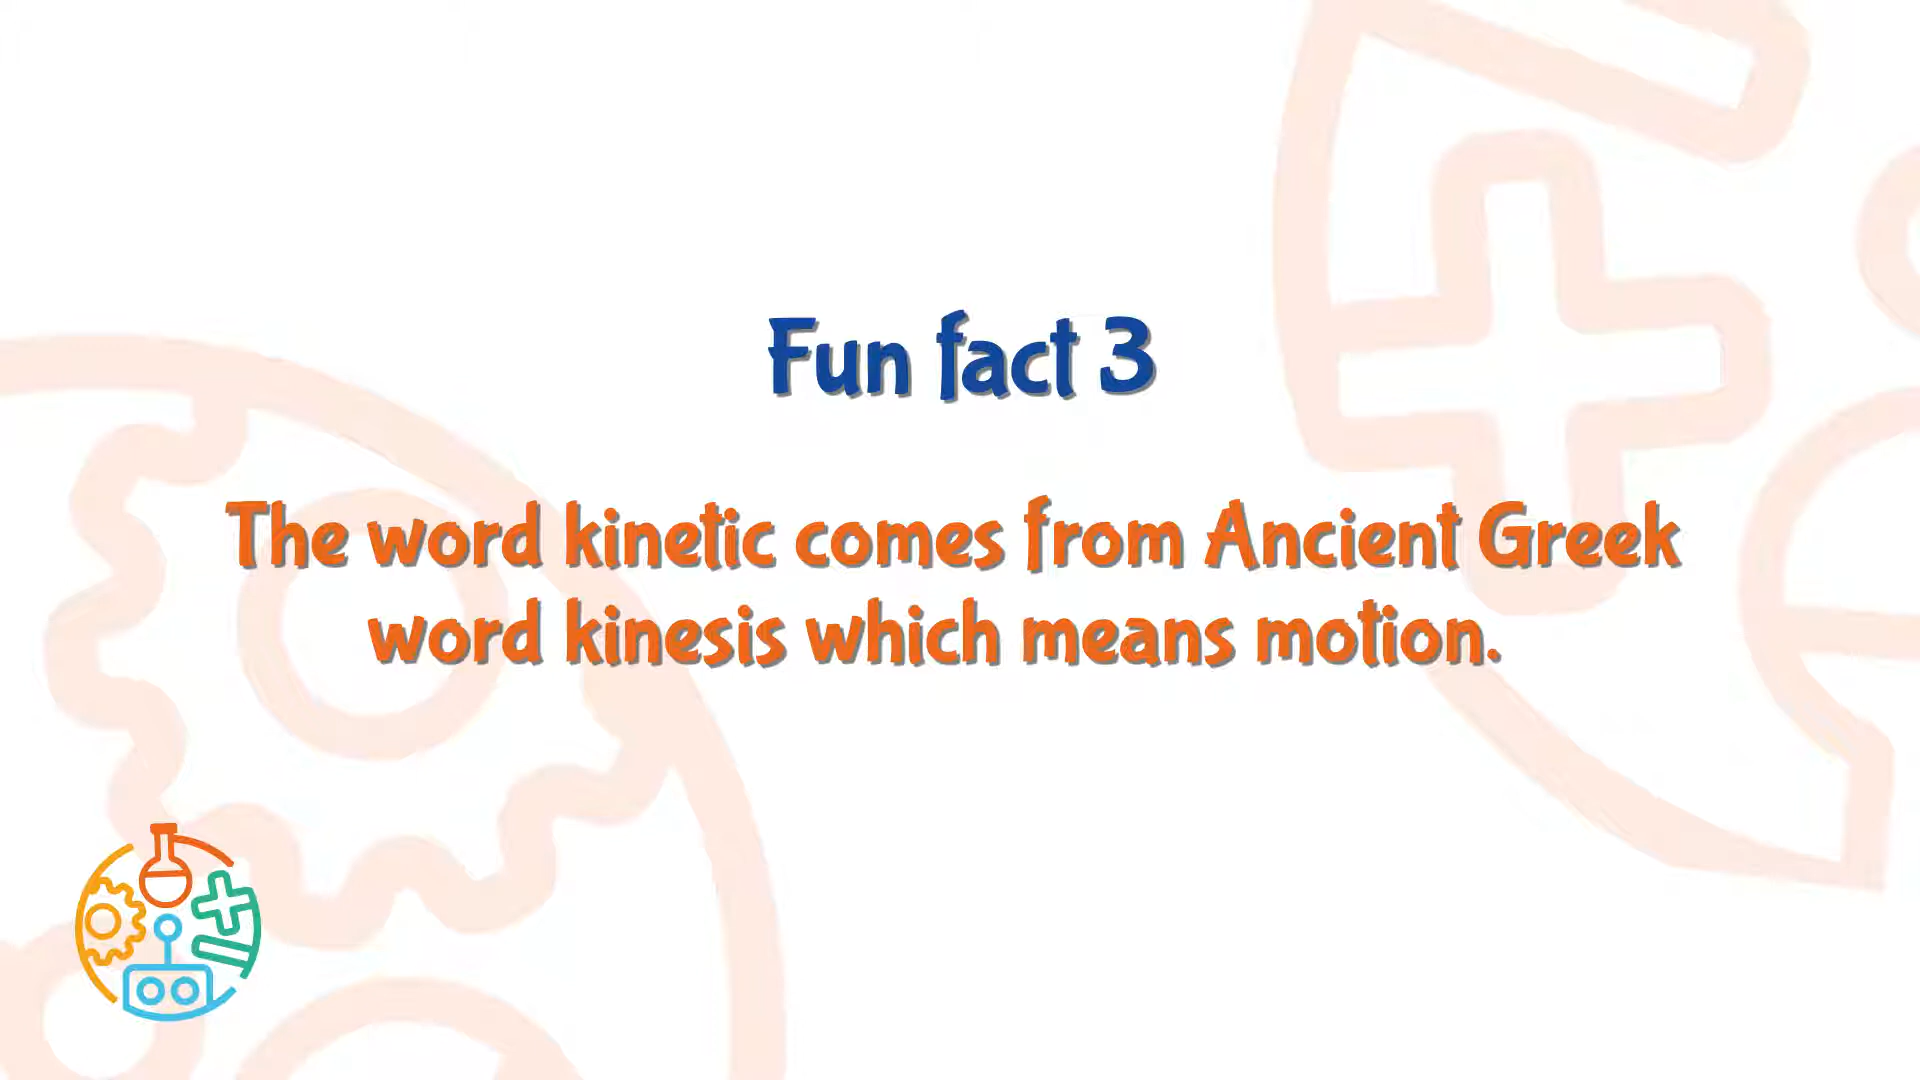 Fun fact 3
The word kinetic comes from Ancient Greek
word kinesis which means motion.